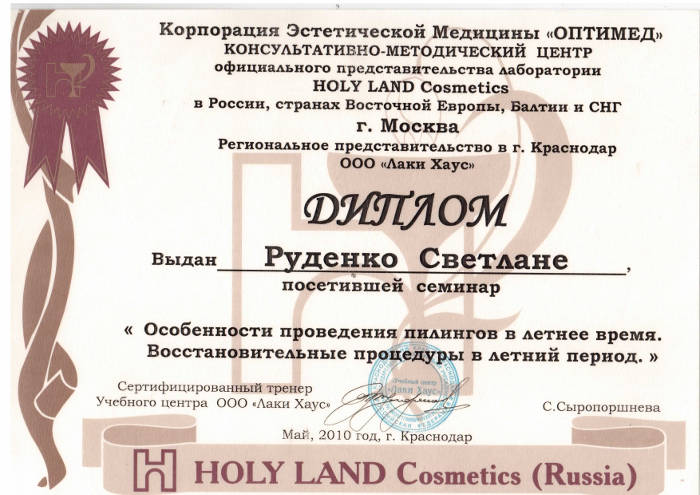 Корпорация Эстетической Медицины «ОПТИМЕД»
КОНСУЛЬТАТИВНО-МЕТОДИЧЕСКИЙ ЦЕНТР
официального представительства лаборатории
HOLY LAND Cosmetics
в России, странах Восточной Европы, Балтии и СНГ
г. Москва
Региональное представительство в г. Краснодар
ООО «Лаки Хаус»
ДИПЛОМ
Выдан Руденко Светлане,
посетившей семинар
« Особенности проведения пилингов в летнее время.
Восстановительные процедуры в летний период. »
Сертифицированный тренер
Учебного центра ООО «Лаки Хаус»
Учебный центр
«Лаки Хаус»
С.Сыропоршнева
Май, 2010 год, г. Краснодар
HOLY LAND Cosmetics (Russia)